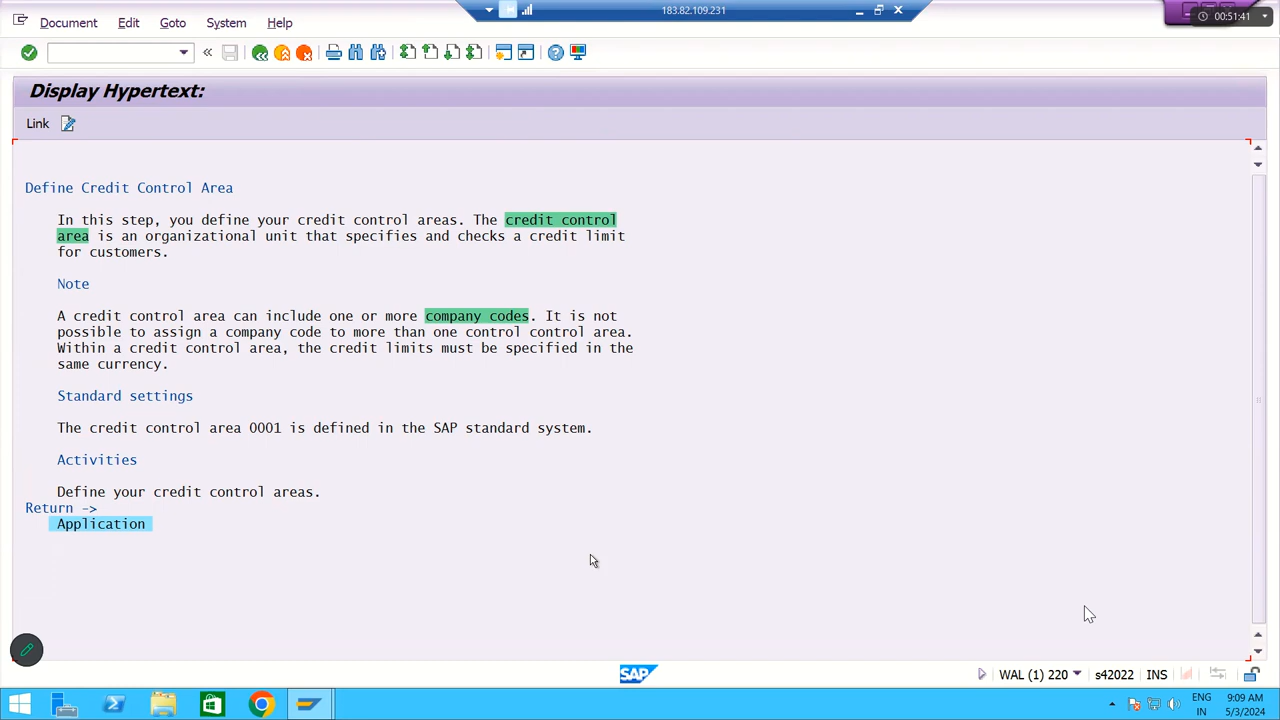 183.82.109.231
00:51:41
Document Edit Goto System Help
Display Hypertext:
Link
Define Credit Control Area
In this step, you define your credit control areas. The credit control
area is an organizational unit that specifies and checks a credit limit
for customers.
Note
A credit control area can include one or more company codes. It is not
possible to assign a company code to more than one control control area.
Within a credit control area, the credit limits must be specified in the
same currency.
Standard settings
The credit control area 0001 is defined in the SAP standard system.
Activities
Define your credit control areas.
Return ->
Application
SAP
WAL (1) 220 s42022 INS
ENG 9:09 AM
IN 5/3/2024